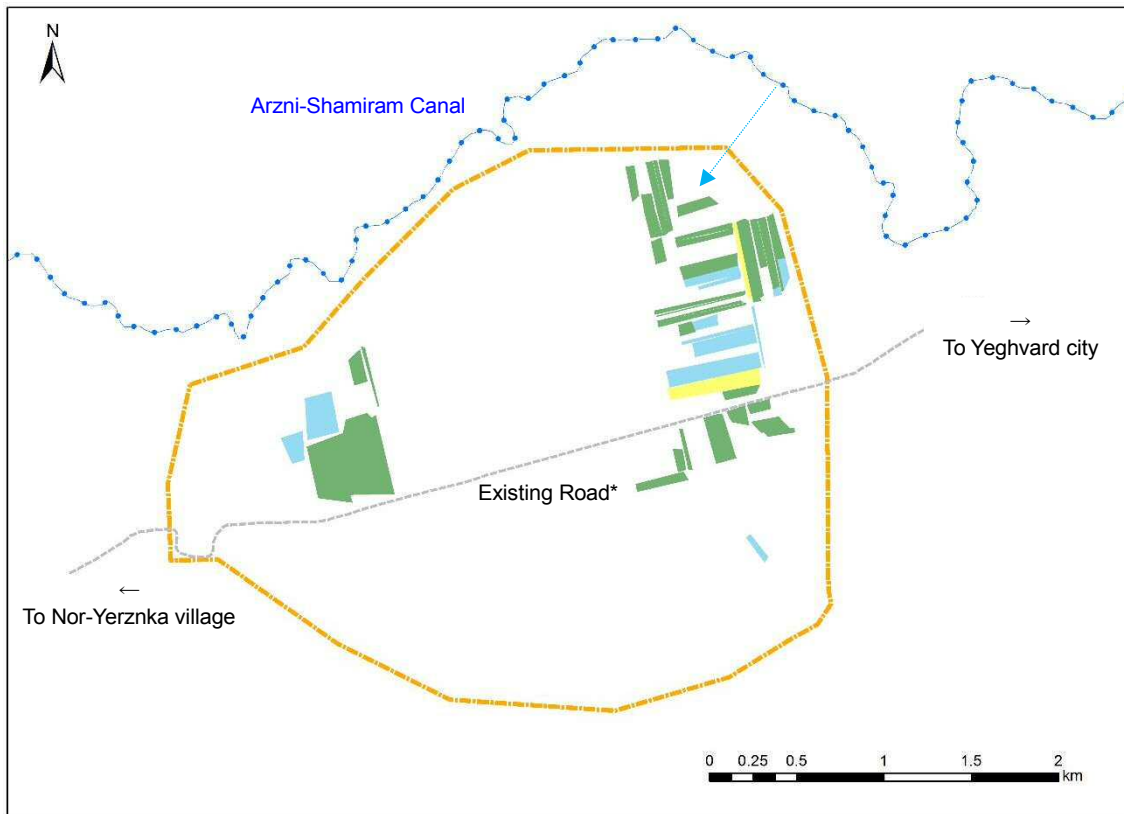 N
Arzni-Shamiram Canal
→
To Yeghvard city
Existing Road*
←
To Nor-Yerznka village
0 0.25 0.5 1 1.5 2
km